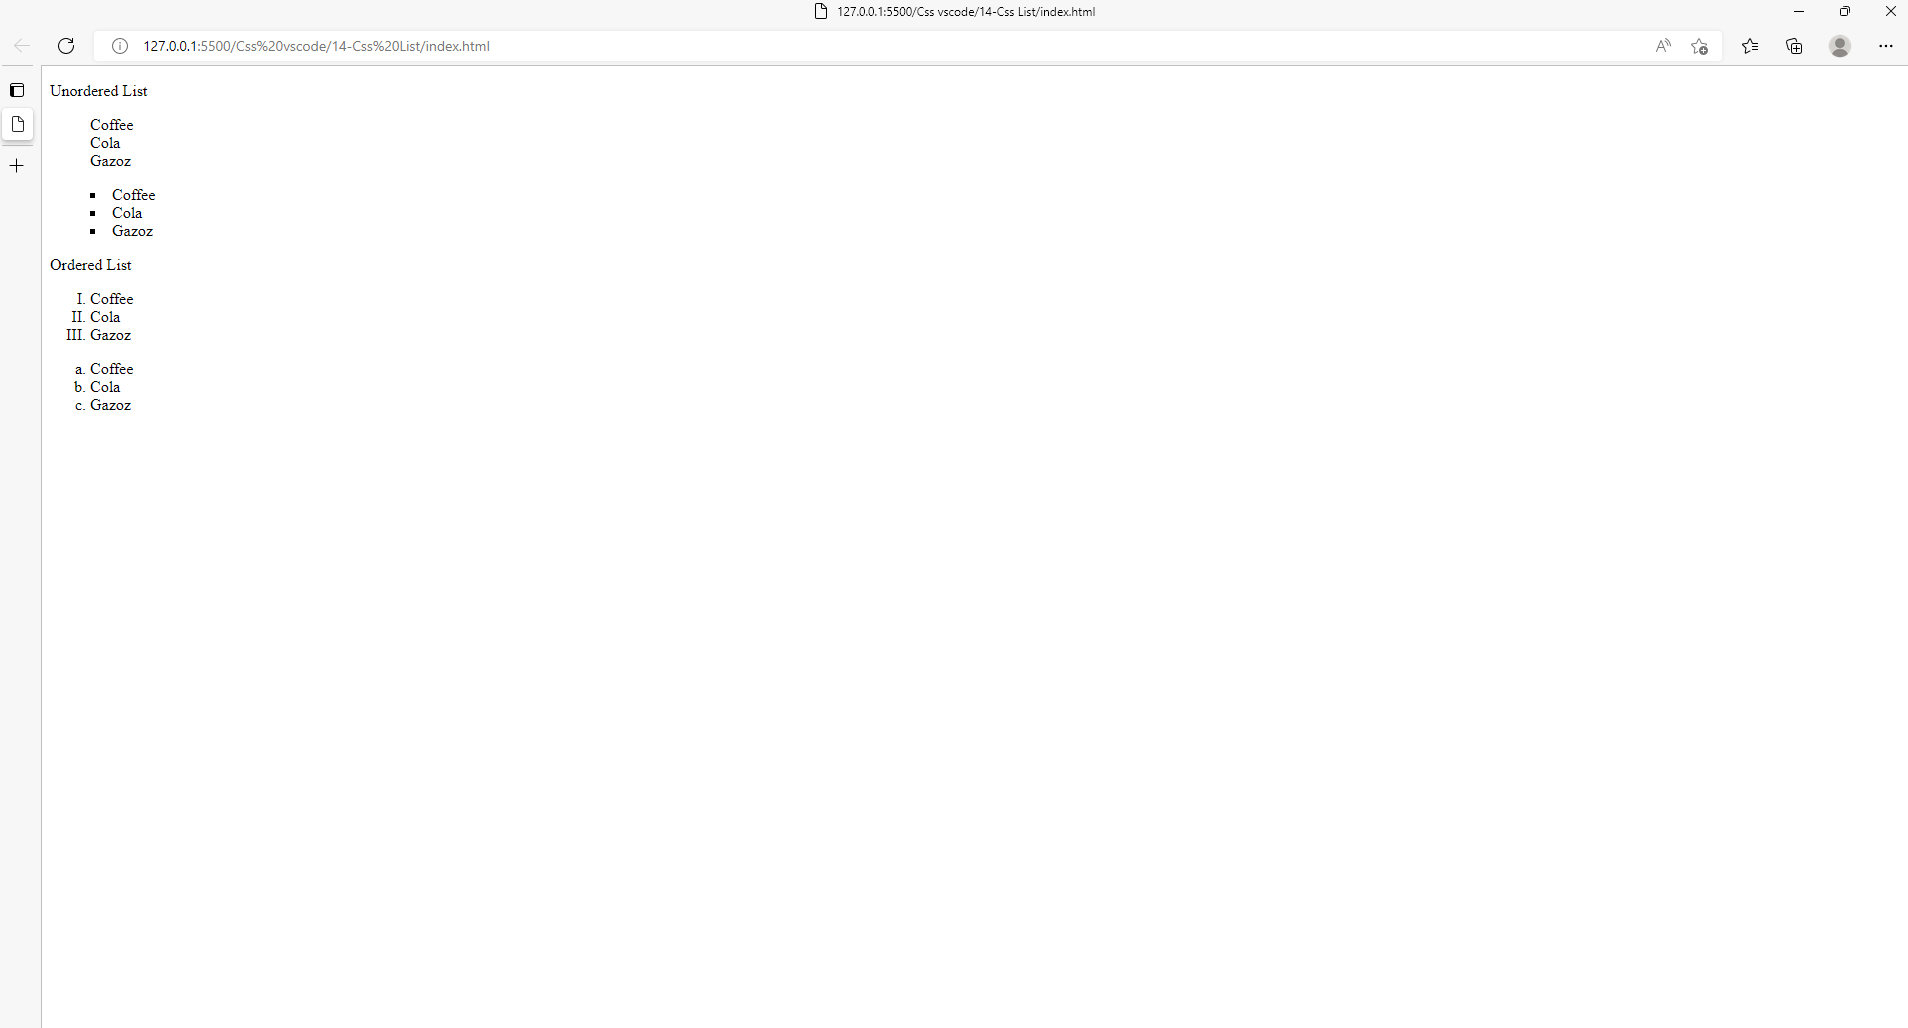 127.0.0.1:5500/Css vscode/14-Css List/index.html
127.0.0.1:5500/Css%20vscode/14-Css%20List/index.html
Unordered List
Coffee
Cola
Gazoz
▪ Coffee
▪ Cola
▪ Gazoz
Ordered List
I. Coffee
II. Cola
III. Gazoz
a. Coffee
b. Cola
c. Gazoz